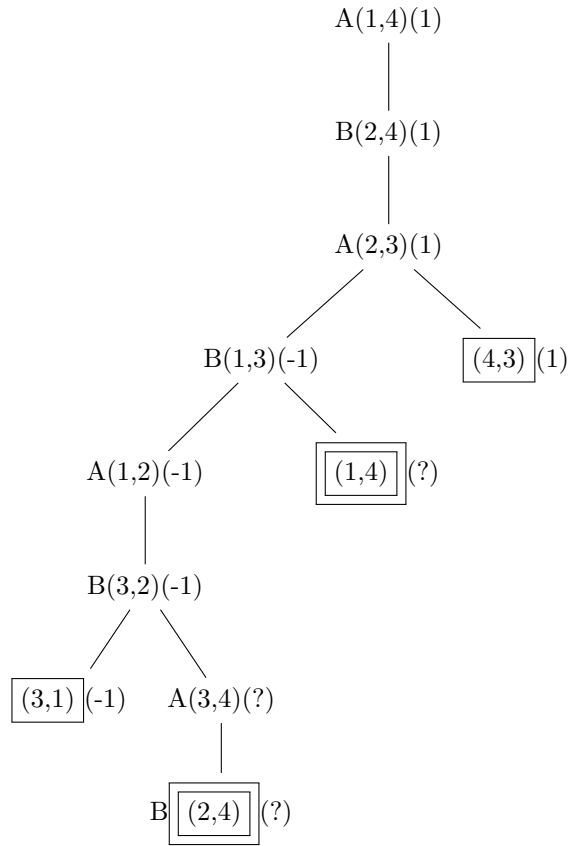 A(1,4)(1)
B(2,4)(1)
A(2,3)(1)
B(1,3)(-1)
(4,3) (1)
A(1,2)(-1)
(1,4) (?)
B(3,2)(-1)
(3,1) (-1)
A(3,4)(?)
B (2,4) (?)